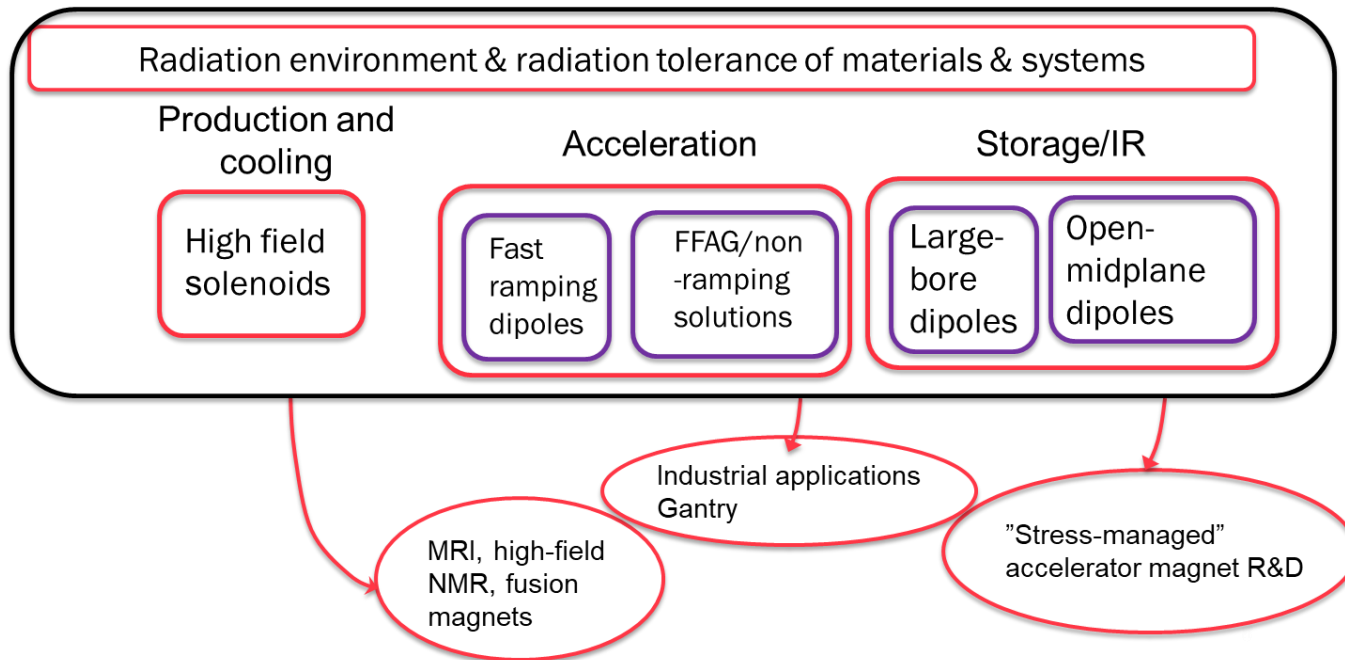 Radiation environment & radiation tolerance of materials & systems
Production and
cooling
High field
solenoids
Acceleration
Fast
ramping
dipoles
FFAG/non
-ramping
solutions
Storage/IR
Large-
bore
dipoles
Open-
midplane
dipoles
MRI, high-field
NMR, fusion
magnets
Industrial applications
Gantry
”Stress-managed”
accelerator magnet R&D